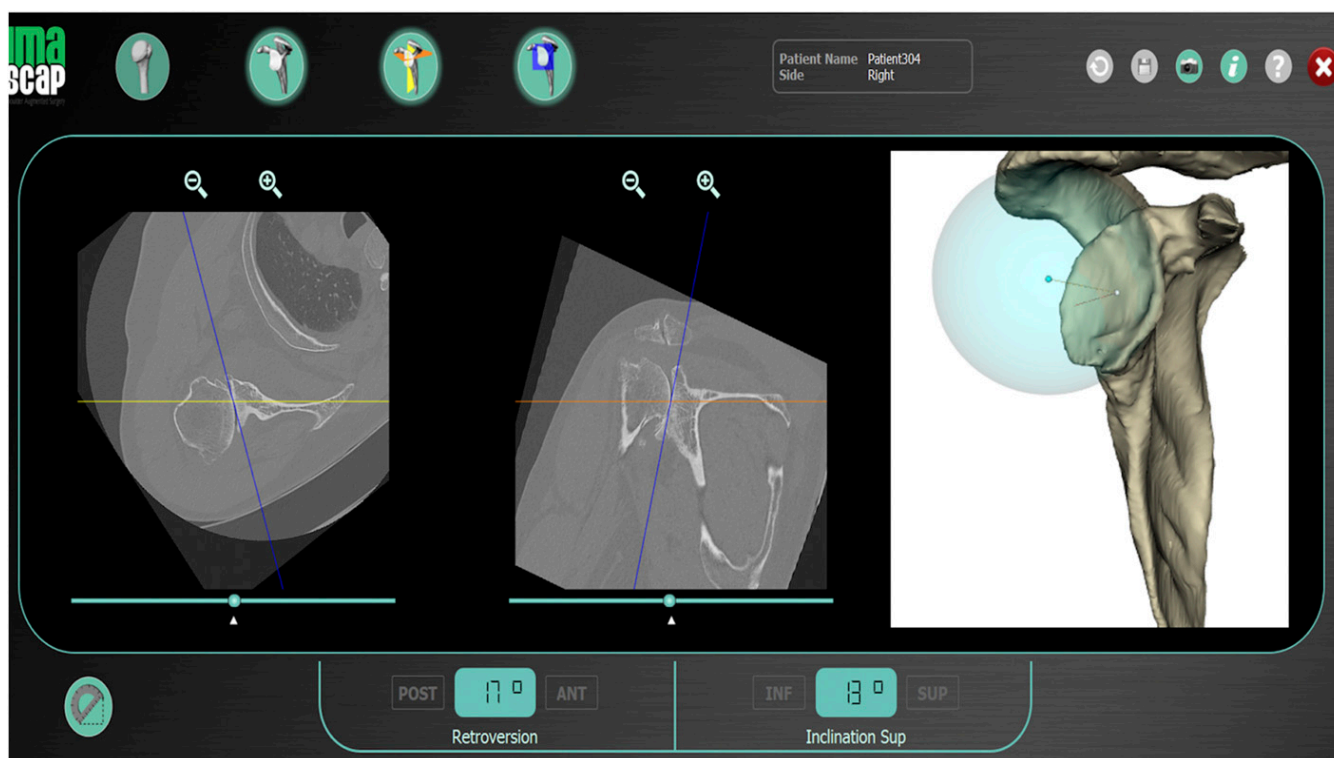 ima
scap
Patient Name Patient304
Side Right
i
?
POST 17° ANT
Retroversion
INF 13° SUP
Inclination Sup